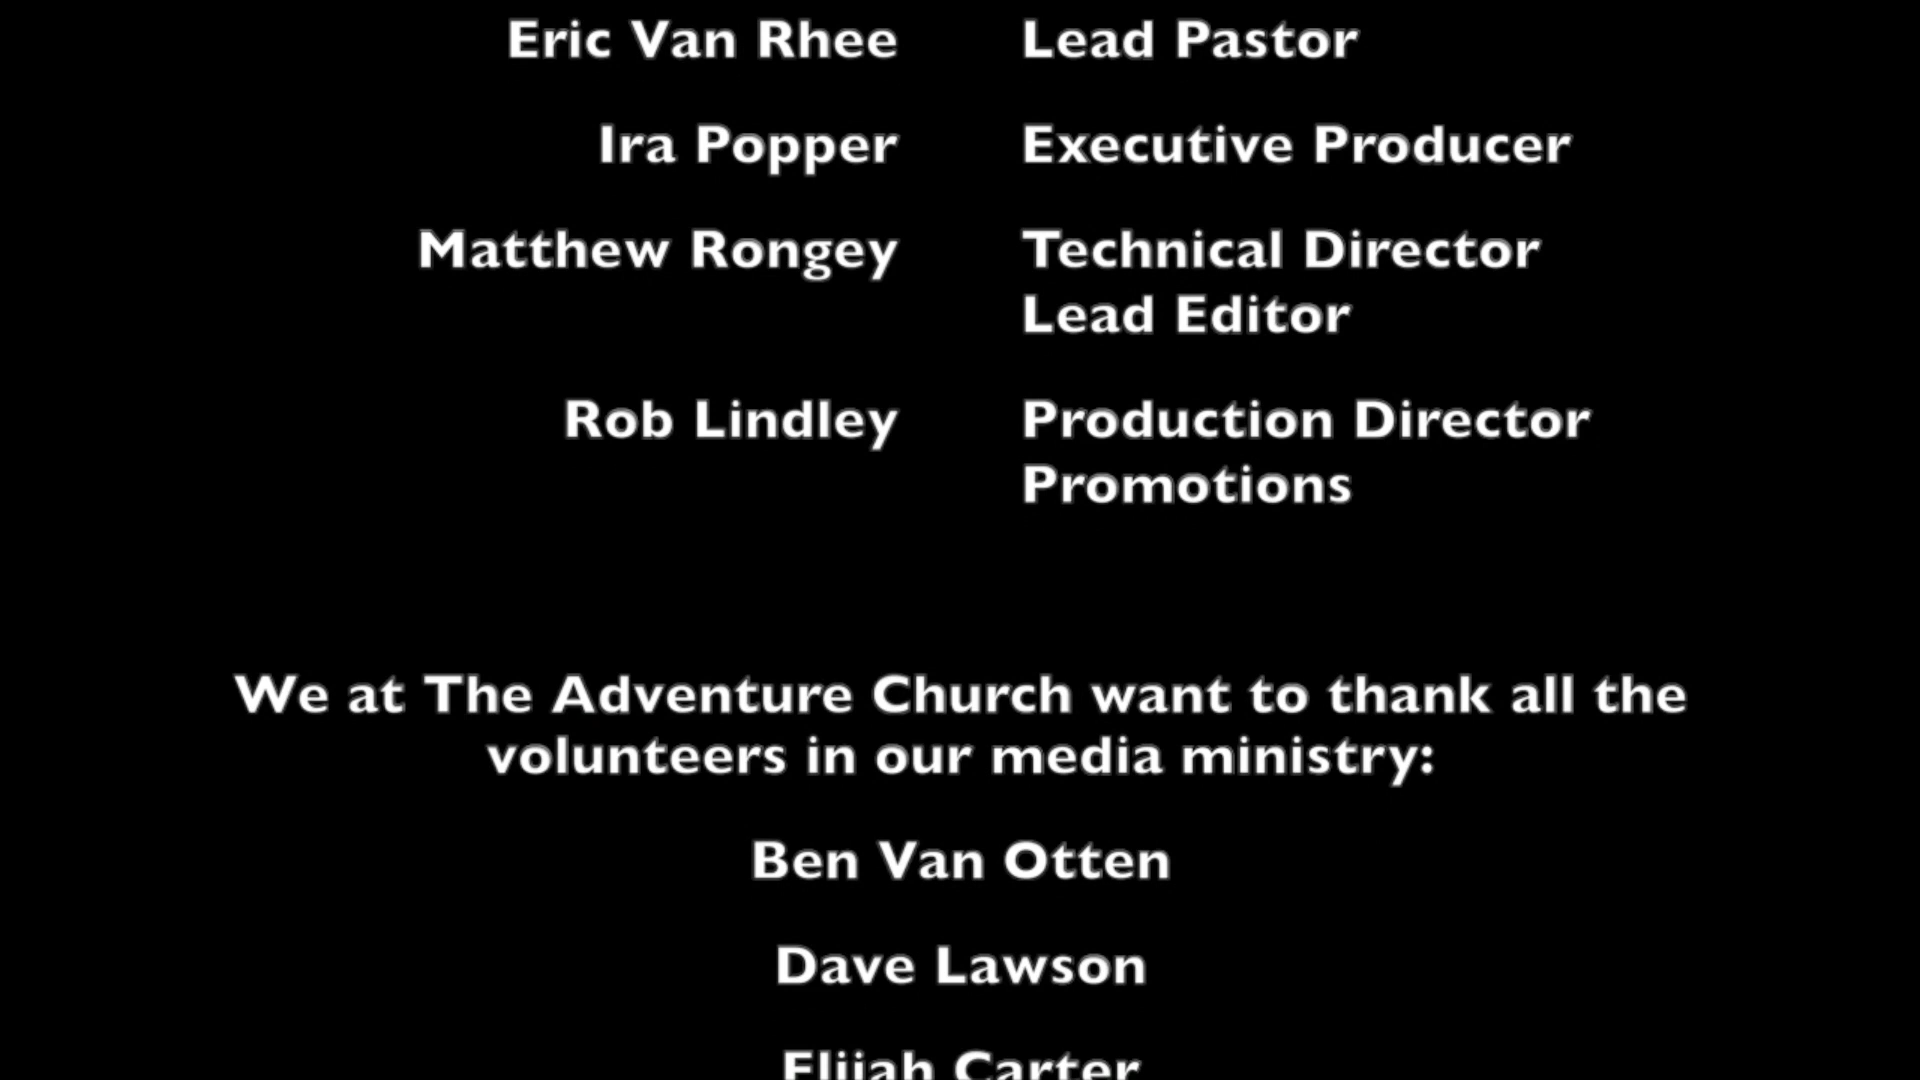 Eric Van Rhee Lead Pastor
Ira Popper Executive Producer
Matthew Rongey Technical Director
Lead Editor
Rob Lindley Production Director
Promotions
We at The Adventure Church want to thank all the
volunteers in our media ministry:
Ben Van Otten
Dave Lawson
Elijah Carter